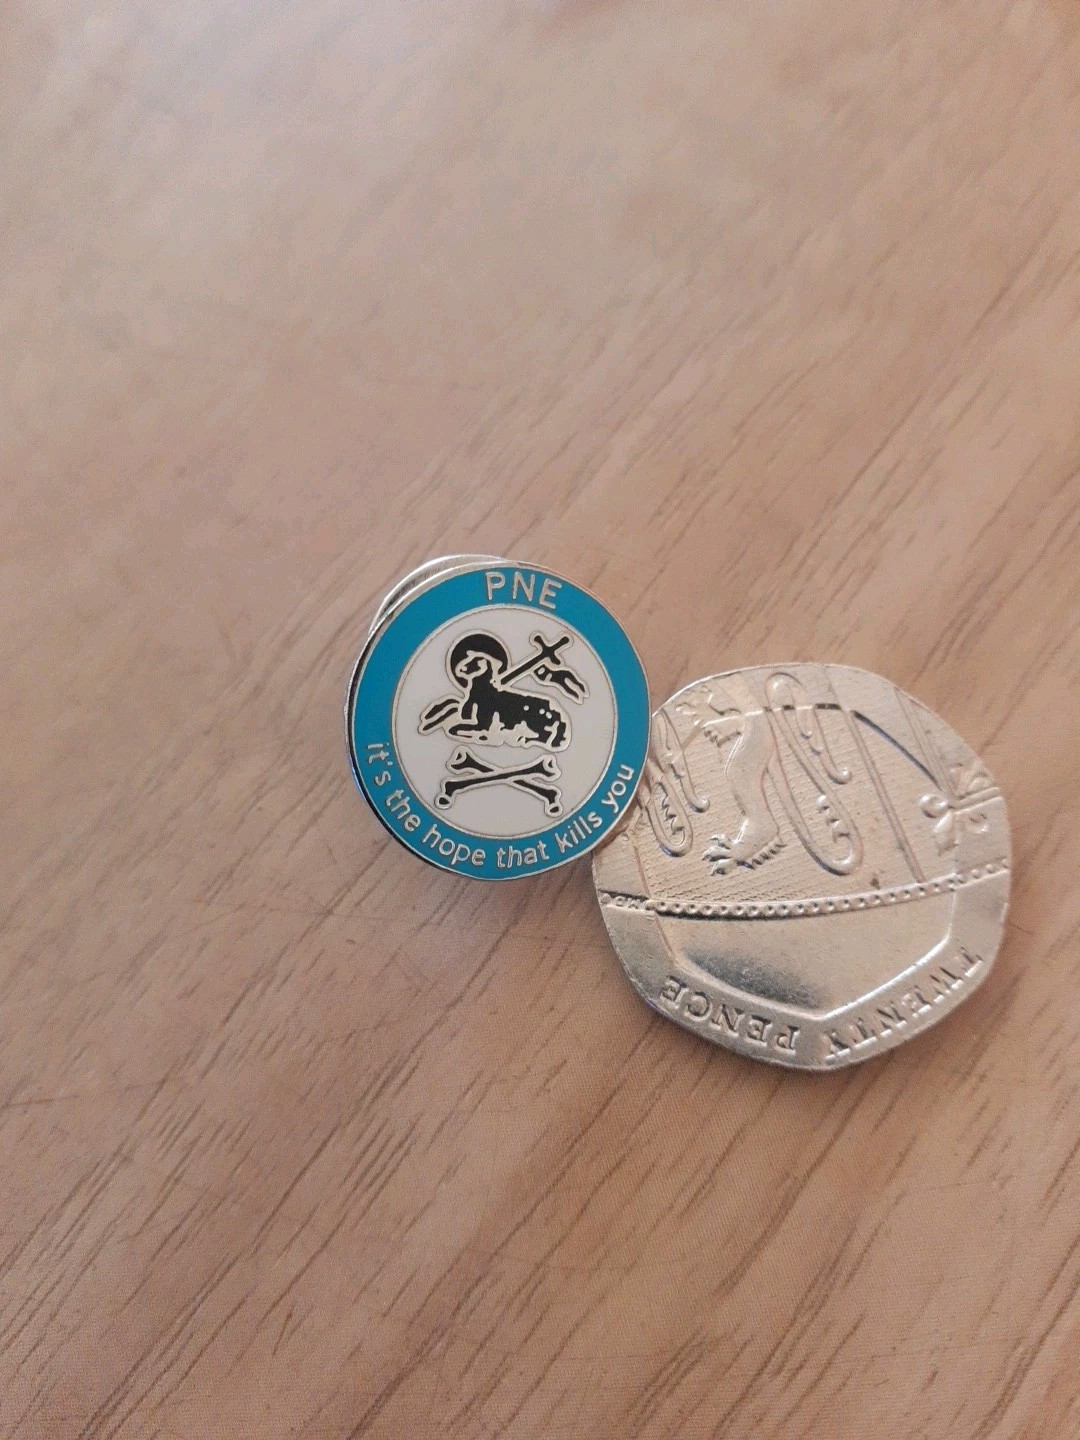 PNE
it's the hope that kills you
TWENTY PENCE